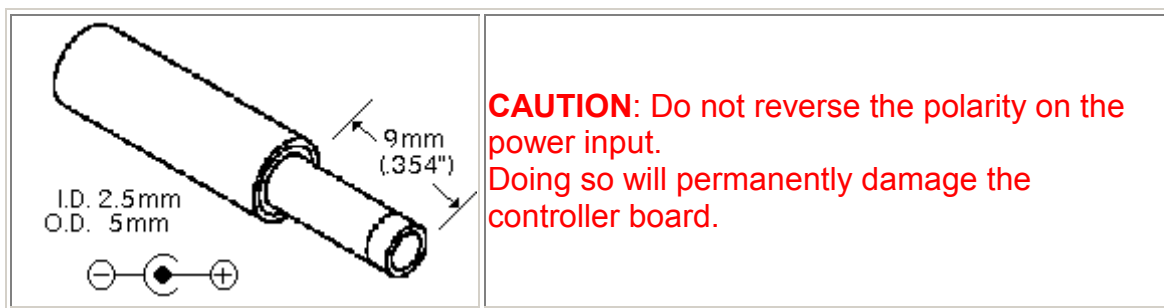 9mm
(.354")
I.D. 2.5mm
O.D. 5mm
CAUTION: Do not reverse the polarity on the
power input.
Doing so will permanently damage the
controller board.